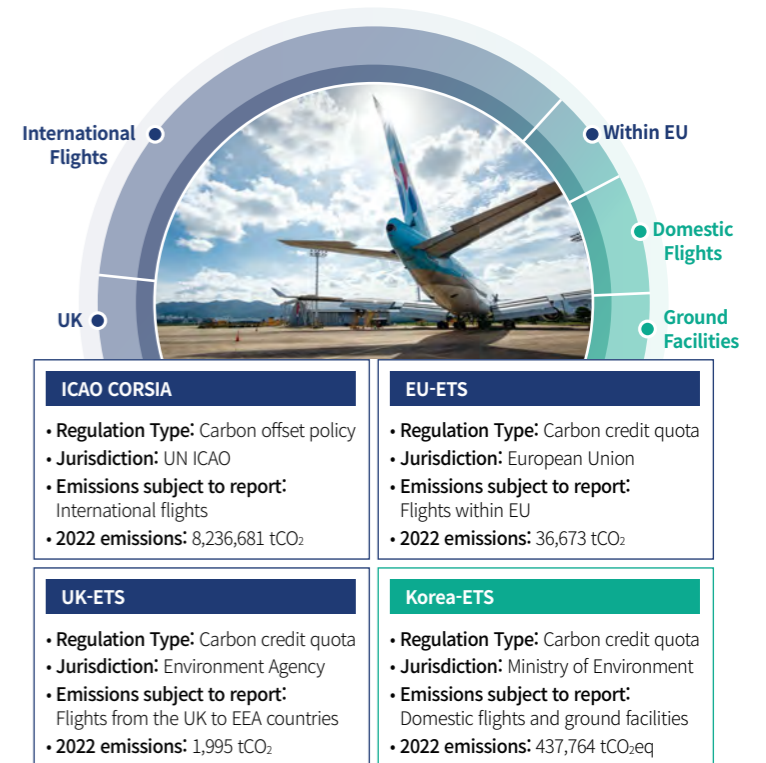 International
Flights
Within EU
Domestic
Flights
UK
Ground
Facilities
ICAO CORSIA
• Regulation Type: Carbon offset policy
• Jurisdiction: UN ICAO
• Emissions subject to report:
International flights
• 2022 emissions: 8,236,681 tCO₂
EU-ETS
• Regulation Type: Carbon credit quota
• Jurisdiction: European Union
• Emissions subject to report:
Flights within EU
• 2022 emissions: 36,673 tCO₂
UK-ETS
• Regulation Type: Carbon credit quota
• Jurisdiction: Environment Agency
• Emissions subject to report:
Flights from the UK to EEA countries
• 2022 emissions: 1,995 tCO₂
Korea-ETS
• Regulation Type: Carbon credit quota
• Jurisdiction: Ministry of Environment
• Emissions subject to report:
Domestic flights and ground facilities
• 2022 emissions: 437,764 tCO₂eq